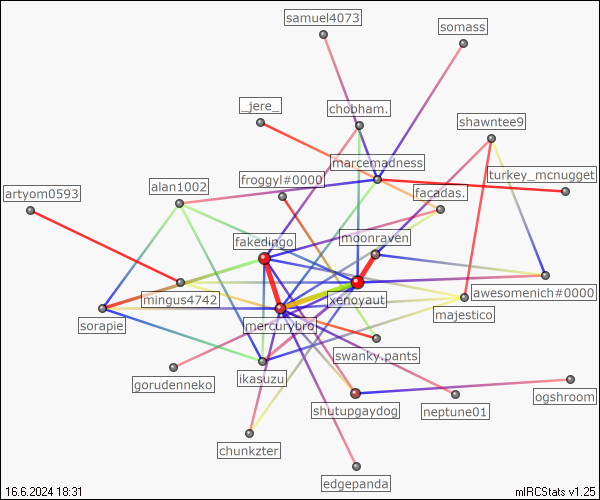 samuel4073
somass
_jere_
chobham.
shawntee9
marcemadness
turkey_mcnugget
froggyl#0000
alan1002
artyom0593
facadas.
fakedingo
moonraven
awesomenich#0000
mingus4742
xenoyaut
majestico
sorapie
mercurybro
swanky.pants
gorudenneko
ikasuzu
shutupgaydog
neptune01
ogshroom
chunkzter
edgepanda
16.6.2024 18:31
mIRCStats v1.25